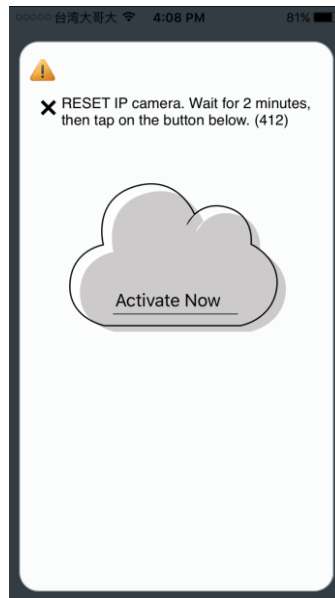 台湾大哥大 4:08 PM 81%
RESET IP camera. Wait for 2 minutes,
then tap on the button below. (412)
Activate Now